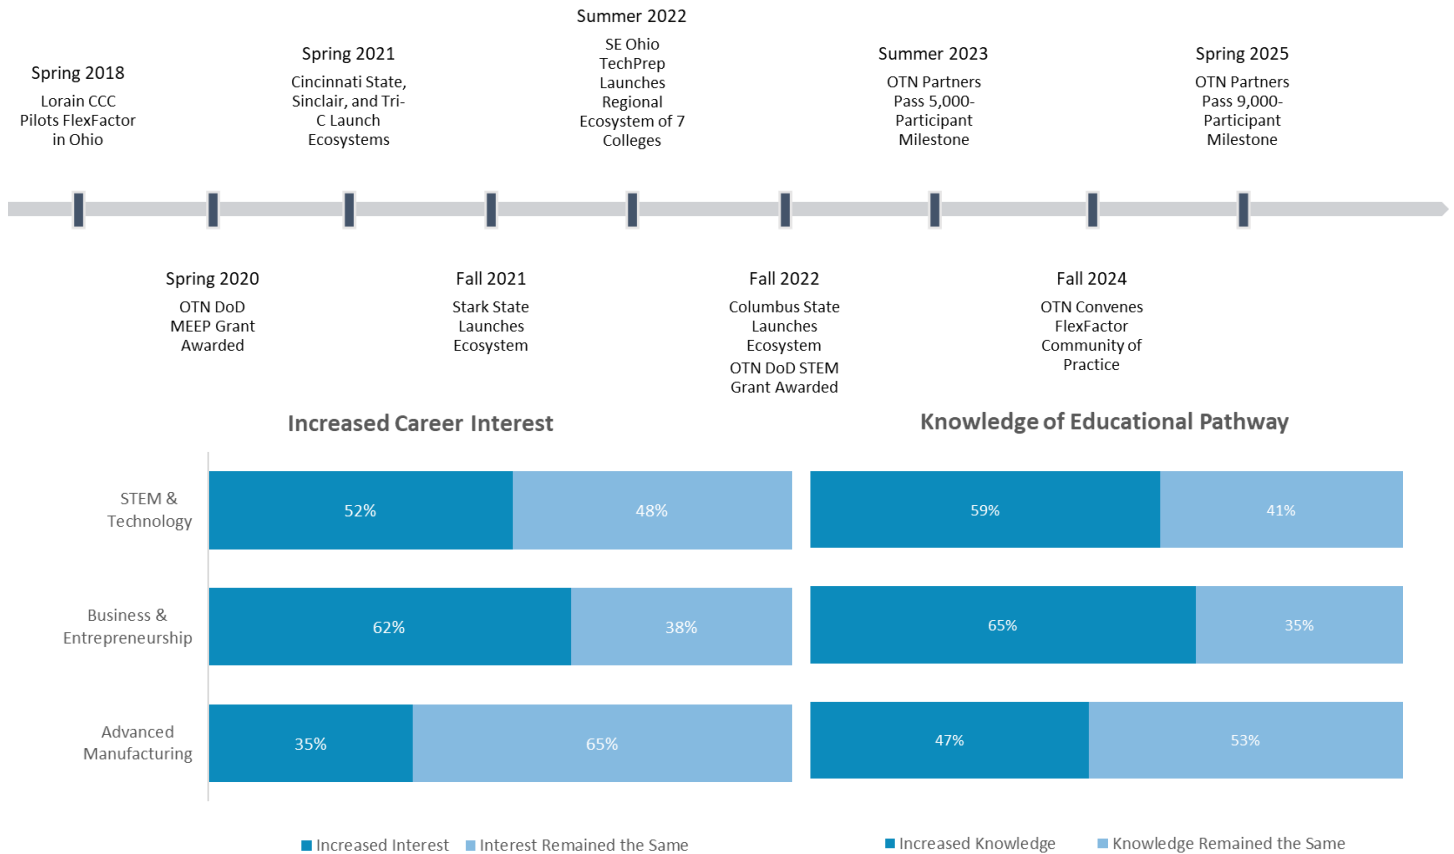 Spring 2018
Lorain CCC
Pilots FlexFactor
in Ohio
Spring 2020
OTN DoD
MEEP Grant
Awarded
Spring 2021
Cincinnati State,
Sinclair, and Tri-
C Launch
Ecosystems
Fall 2021
Stark State
Launches
Ecosystem
Summer 2022
SE Ohio
TechPrep
Launches
Regional
Ecosystem of 7
Colleges
Fall 2022
Columbus State
Launches
Ecosystem
OTN DoD STEM
Grant Awarded
Summer 2023
OTN Partners
Pass 5,000-
Participant
Milestone
Fall 2024
OTN Convenes
FlexFactor
Community of
Practice
Spring 2025
OTN Partners
Pass 9,000-
Participant
Milestone
Increased Career Interest
STEM &
Technology
52%
48%
Business &
Entrepreneurship
62%
38%
Advanced
Manufacturing
35%
65%
Increased Interest
Interest Remained the Same
Knowledge of Educational Pathway
59%
41%
65%
35%
47%
53%
Increased Knowledge
Knowledge Remained the Same